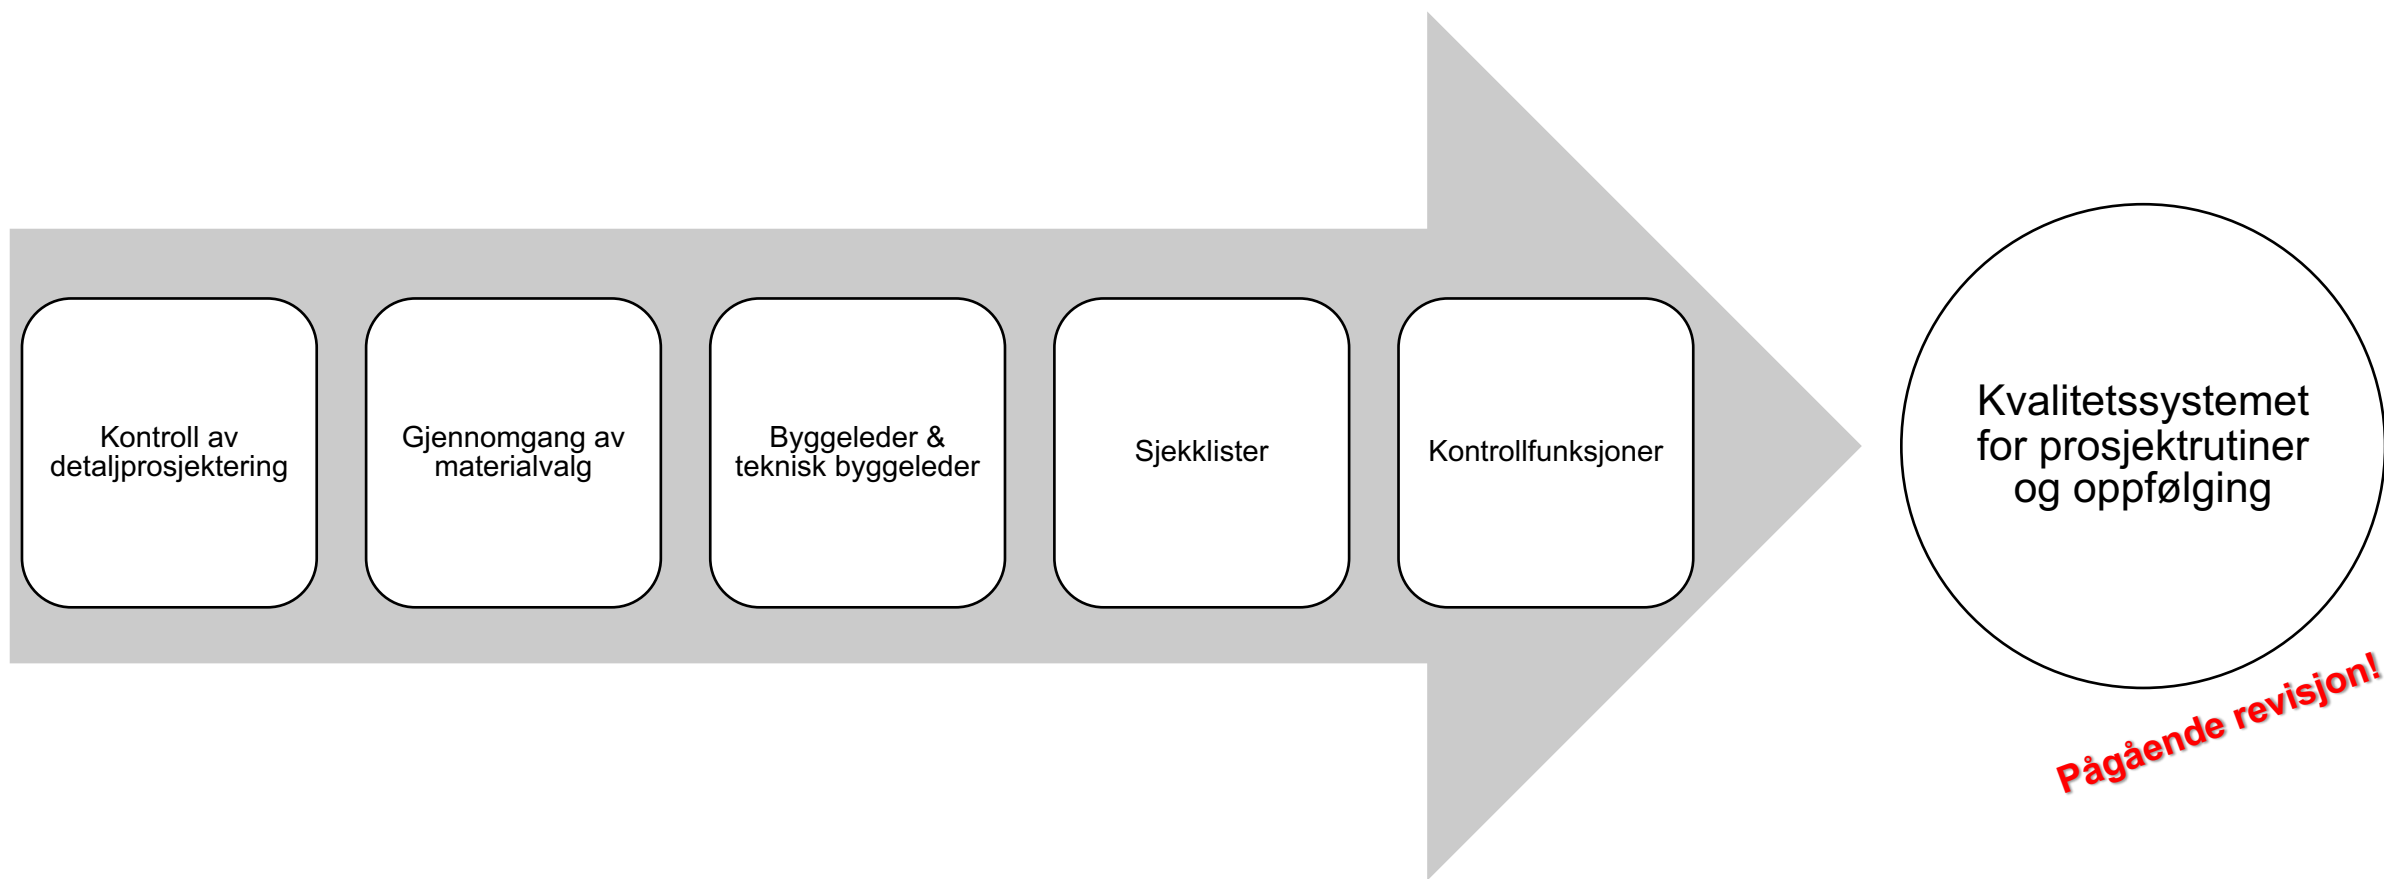 Kontroll av
detaljprosjektering
Gjennomgang av
materialvalg
Byggeleder &
teknisk byggeleder
Sjekklister
Kontrollfunksjoner
Kvalitetssystemet
for prosjektrutiner
og oppfølging
Pågående revisjon!